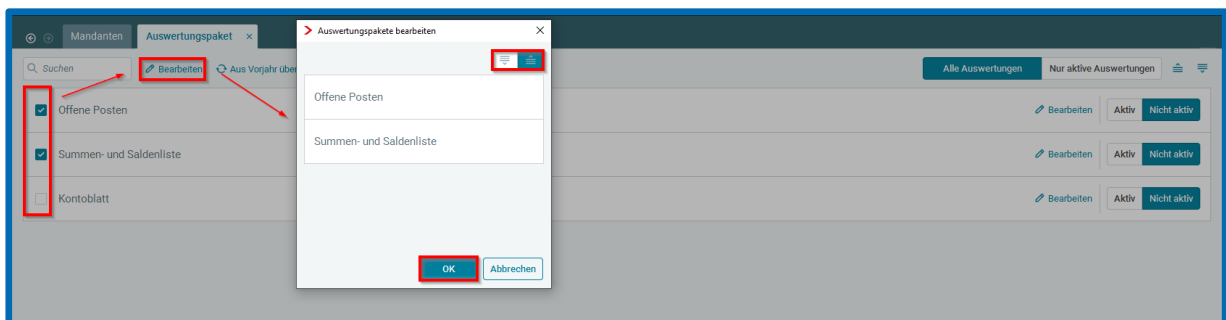 Mandanten Auswertungspaket ×
Auswertungspakete bearbeiten
Suchen Bearbeiten Aus Vorjahr über
Alle Auswertungen Nur aktive Auswertungen
Offene Posten
Summen- und Saldenliste
OK Abbrechen
Offene Posten Bearbeiten Aktiv Nicht aktiv
Summen- und Saldenliste Bearbeiten Aktiv Nicht aktiv
Kontoblatt Bearbeiten Aktiv Nicht aktiv